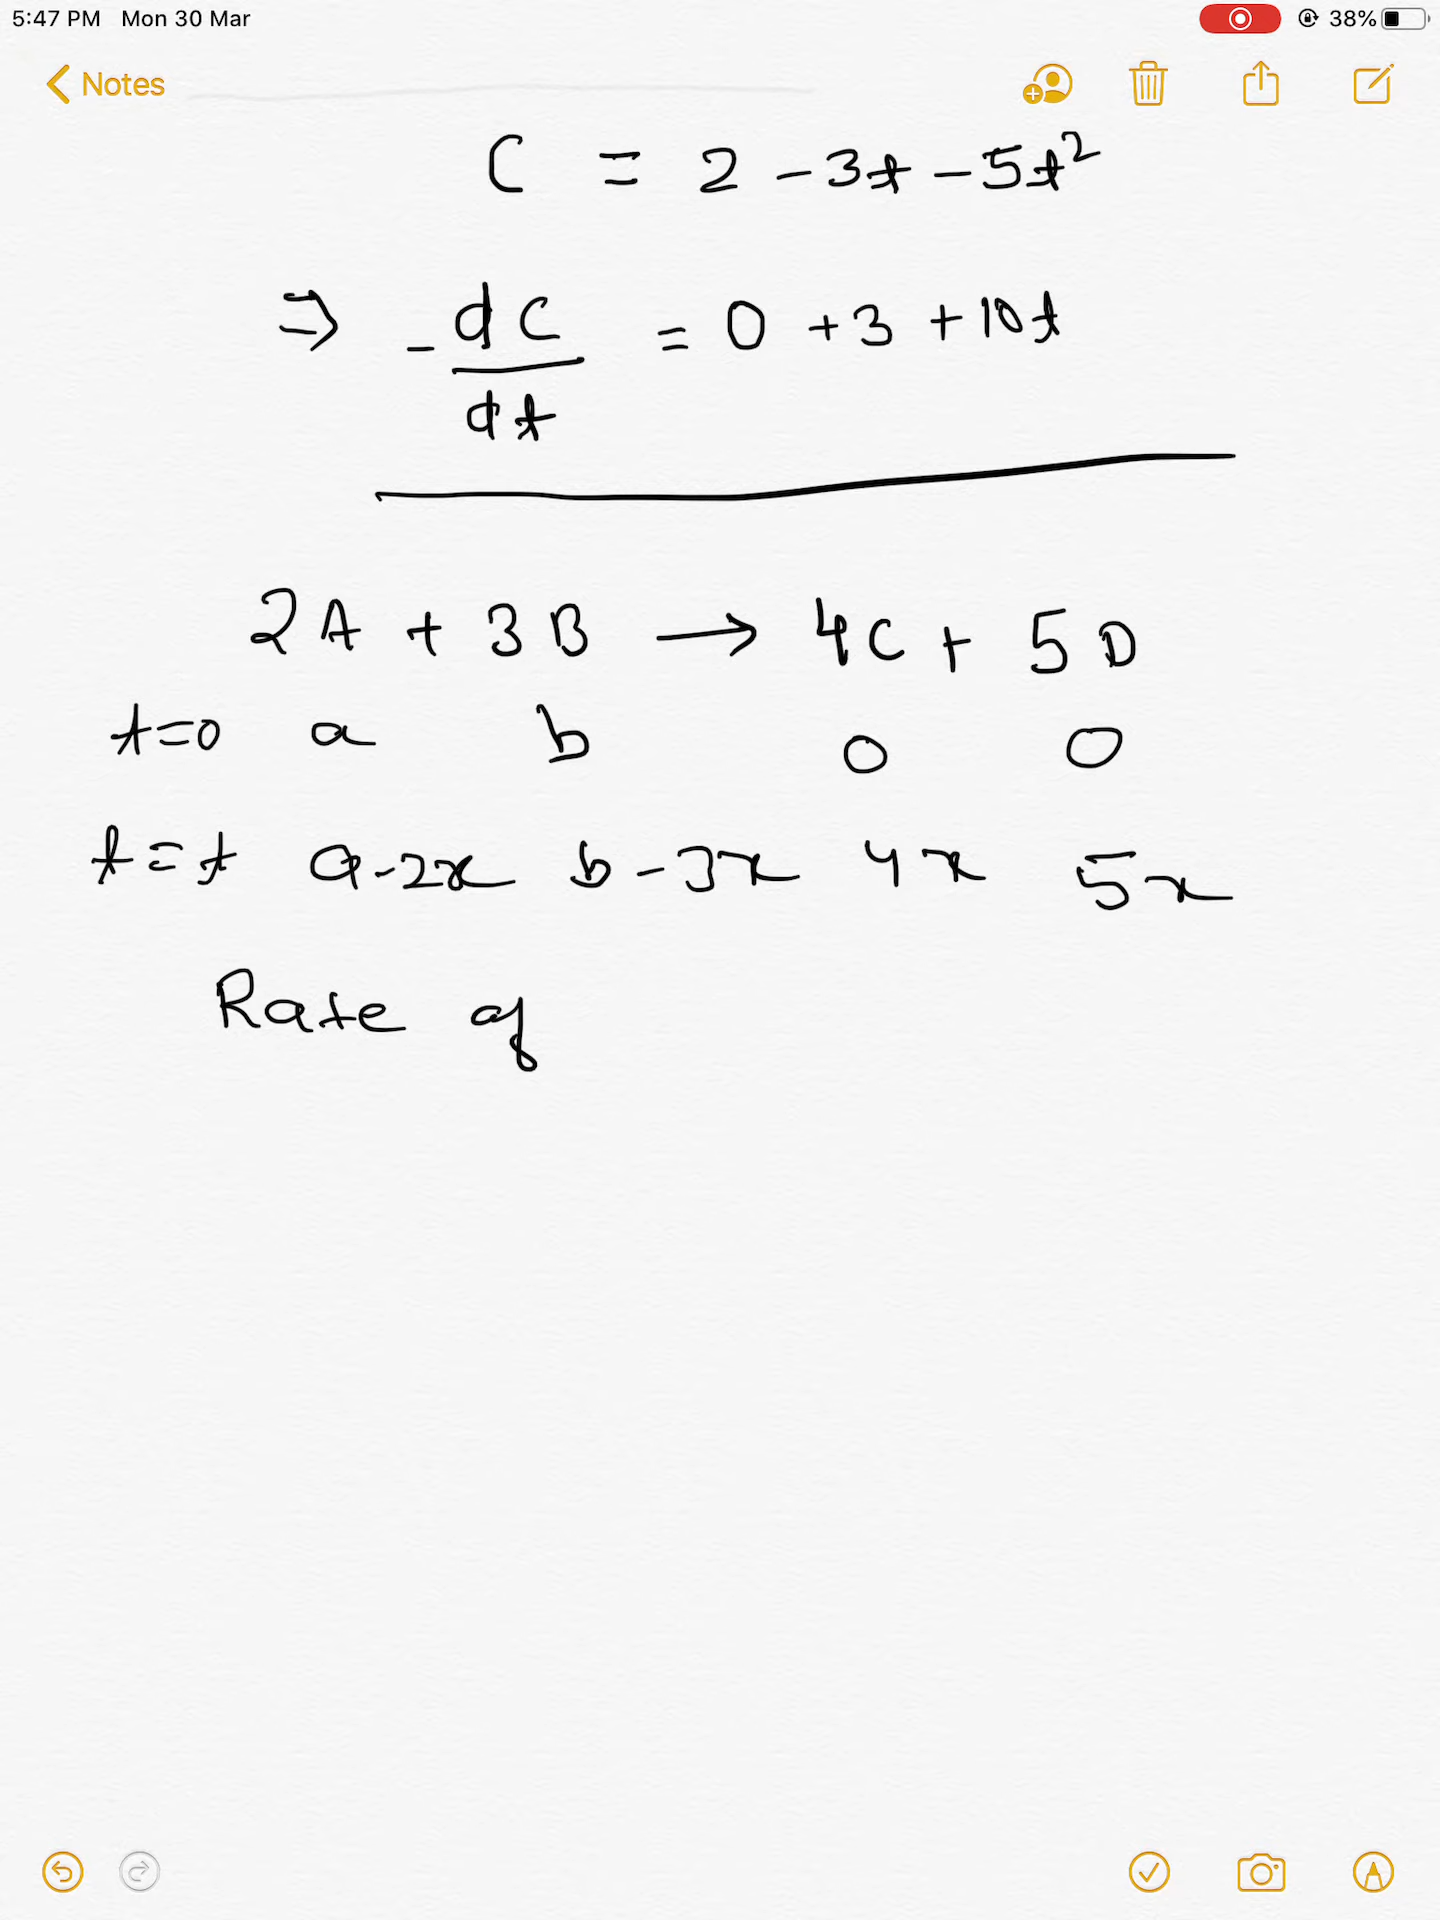 5:47 PM Mon 30 Mar 38%
Notes
C = 2 - 3t - 5t²
⇒ - dC/dt = 0 + 3 + 10t
2A + 3B → 4C + 5D
t=0 a b 0 0
t=t a-2x b-3x 4x 5x
Rate of